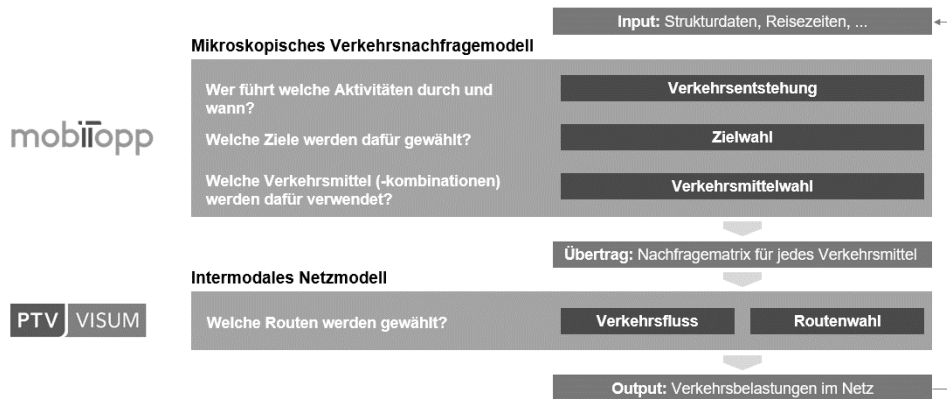 Input: Strukturdaten, Reisezeiten, ...
Mikroskopisches Verkehrsnachfragemodell
Wer führt welche Aktivitäten durch und
wann?
Verkehrsentstehung
mobiTopp
Welche Ziele werden dafür gewählt?
Zielwahl
Welche Verkehrsmittel (-kombinationen)
werden dafür verwendet?
Verkehrsmittelwahl
Übertrag: Nachfragematrix für jedes Verkehrsmittel
Intermodales Netzmodell
PTV VISUM
Welche Routen werden gewählt?
Verkehrsfluss
Routenwahl
Output: Verkehrsbelastungen im Netz